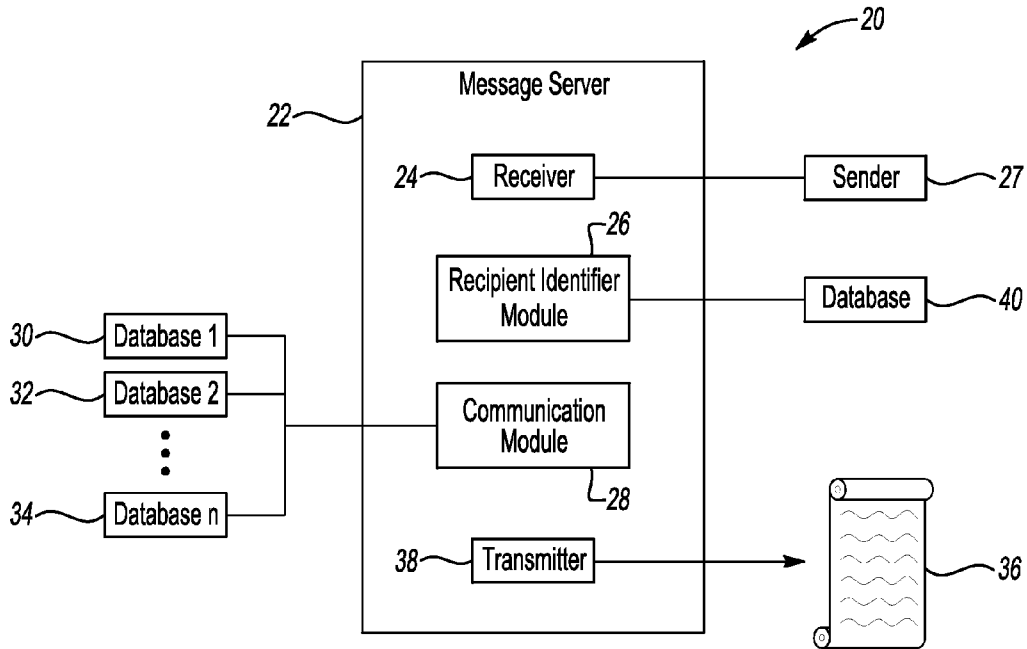 20
Message Server
22
24 Receiver Sender 27
26
Recipient Identifier
Module
Database 40
30 Database 1
32 Database 2
Communication
Module
34 Database n
28
38 Transmitter
36